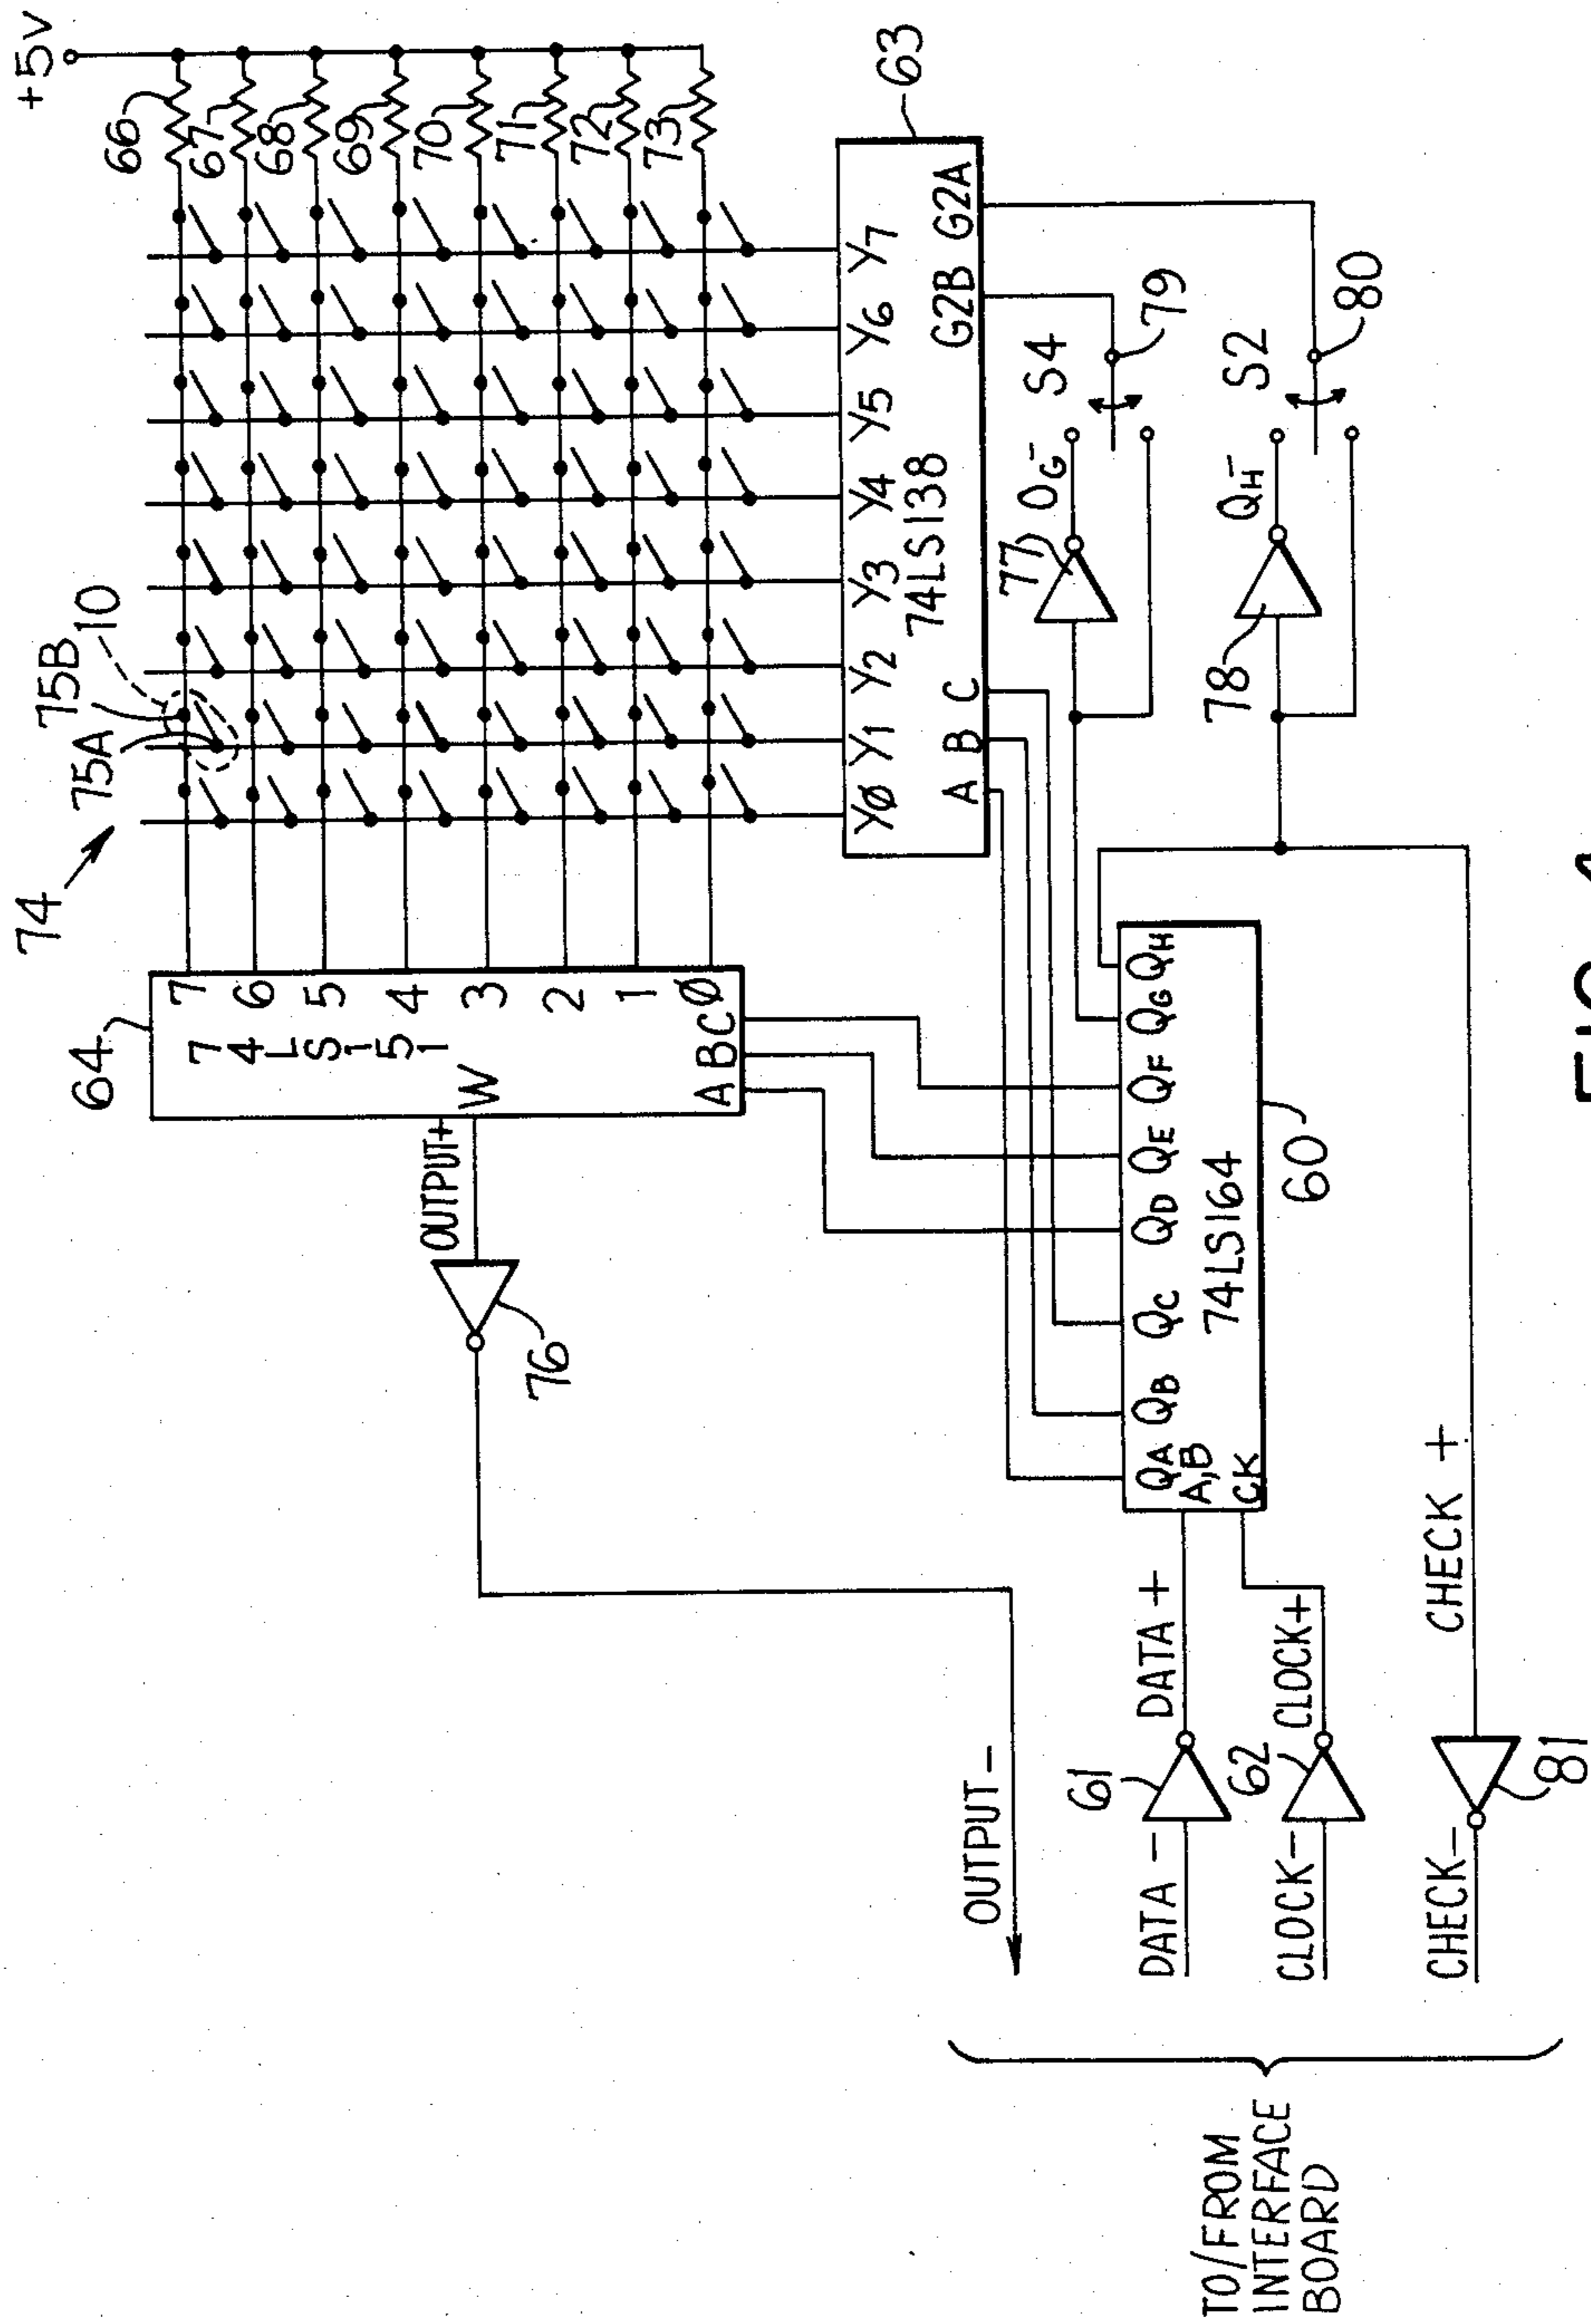 +5V
66
67
68
69
70
71
72
73
74
75A
75B
10
64
7
6
5
4
3
2
1
Ø
74LS151
W
A B C
OUTPUT+
76
YØ Y1 Y2 Y3 Y4 Y5 Y6 Y7
74LS138
A B C G2B G2A
63
77
OG-
S4
79
78
QH-
S2
80
QA QB QC QD QE QF QG QH
A,B
74LS164
CK
60
OUTPUT-
DATA - 61 DATA +
CLOCK- 62 CLOCK+
CHECK- 81 CHECK +
TO/FROM
INTERFACE
BOARD